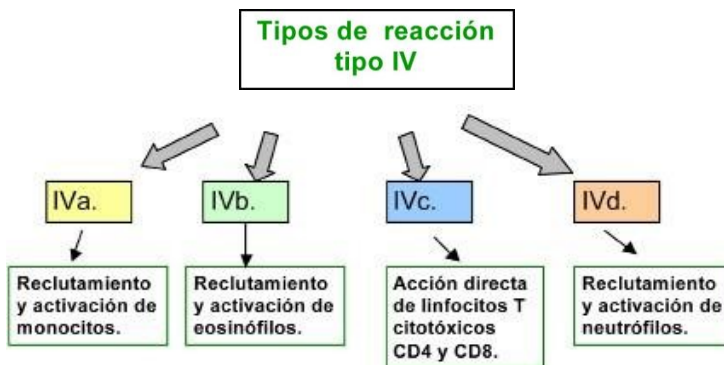 Tipos de reacción
tipo IV
IVa.
IVb.
IVc.
IVd.
Reclutamiento
y activación de
monocitos.
Reclutamiento
y activación de
eosinófilos.
Acción directa
de linfocitos T
citotóxicos
CD4 y CD8.
Reclutamiento
y activación de
neutrófilos.